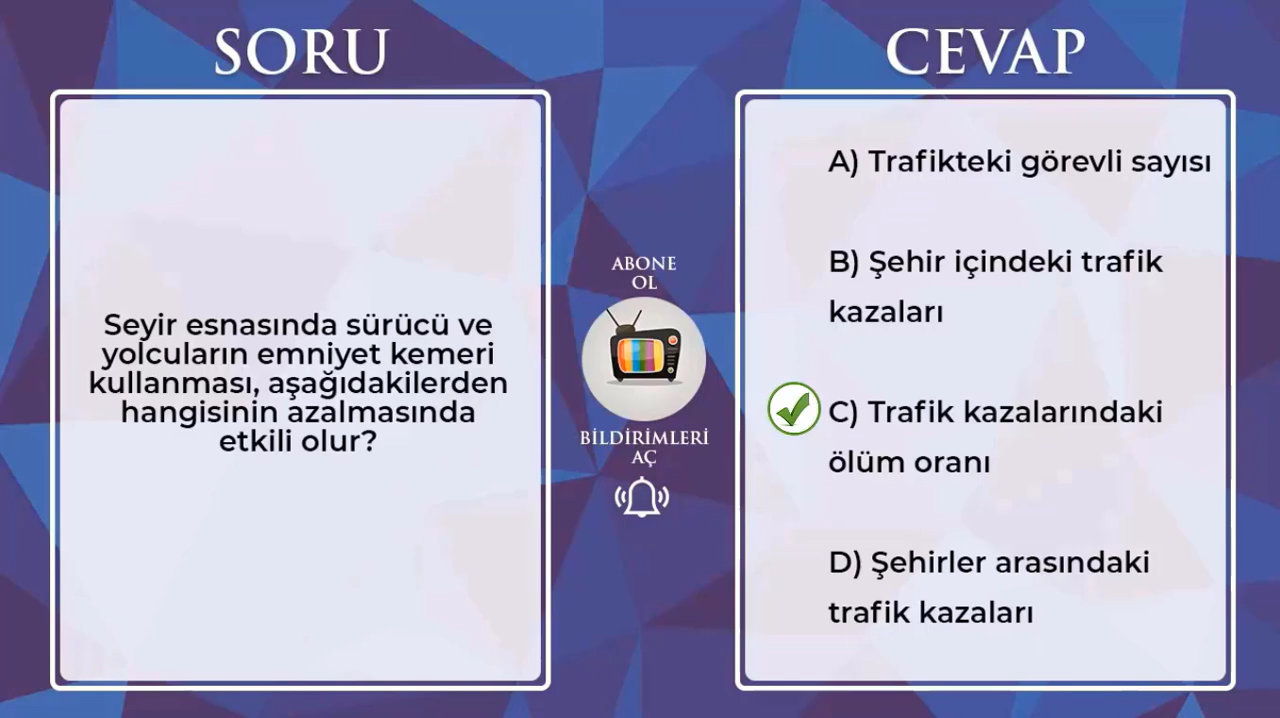 SORU
Seyir esnasında sürücü ve
yolcuların emniyet kemeri
kullanması, aşağıdakilerden
hangisinin azalmasında
etkili olur?
ABONE
OL
BİLDİRİMLERİ
AÇ
CEVAP
A) Trafikteki görevli sayısı
B) Şehir içindeki trafik
kazaları
C) Trafik kazalarındaki
ölüm oranı
D) Şehirler arasındaki
trafik kazaları